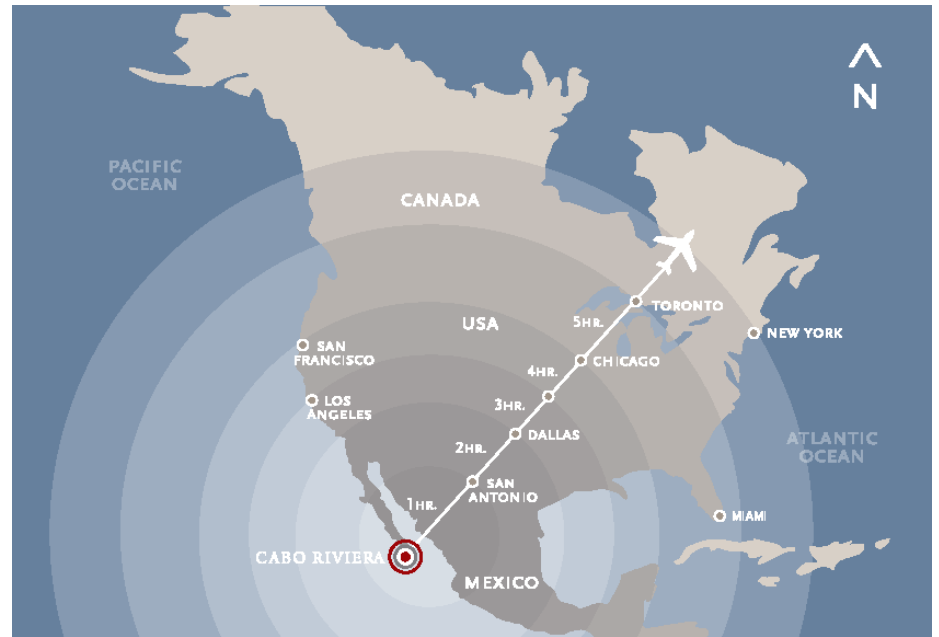 N
PACIFIC
OCEAN
CANADA
TORONTO
5HR.
USA
NEW YORK
SAN
FRANCISCO
CHICAGO
4HR.
LOS
ANGELES
3HR.
DALLAS
ATLANTIC
OCEAN
2HR.
SAN
ANTONIO
1HR.
MIAMI
CABO RIVIERA
MEXICO